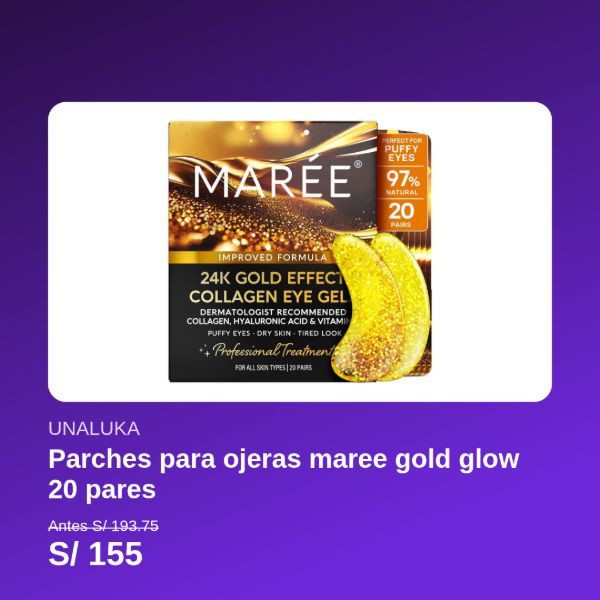 MARÉE®
IMPROVED FORMULA
24K GOLD EFFECT
COLLAGEN EYE GEL
DERMATOLOGIST RECOMMENDED
COLLAGEN, HYALURONIC ACID &
PUFFY EYES · DRY SKIN · TIRED LOOK
Professional Treatment
FOR ALL SKIN TYPES | 20 PAIRS
PERFECT FOR
PUFFY
EYES
97%
NATURAL
20
PAIRS
UNALUKA
Parches para ojeras maree gold glow
20 pares
Antes S/ 193.75
S/ 155